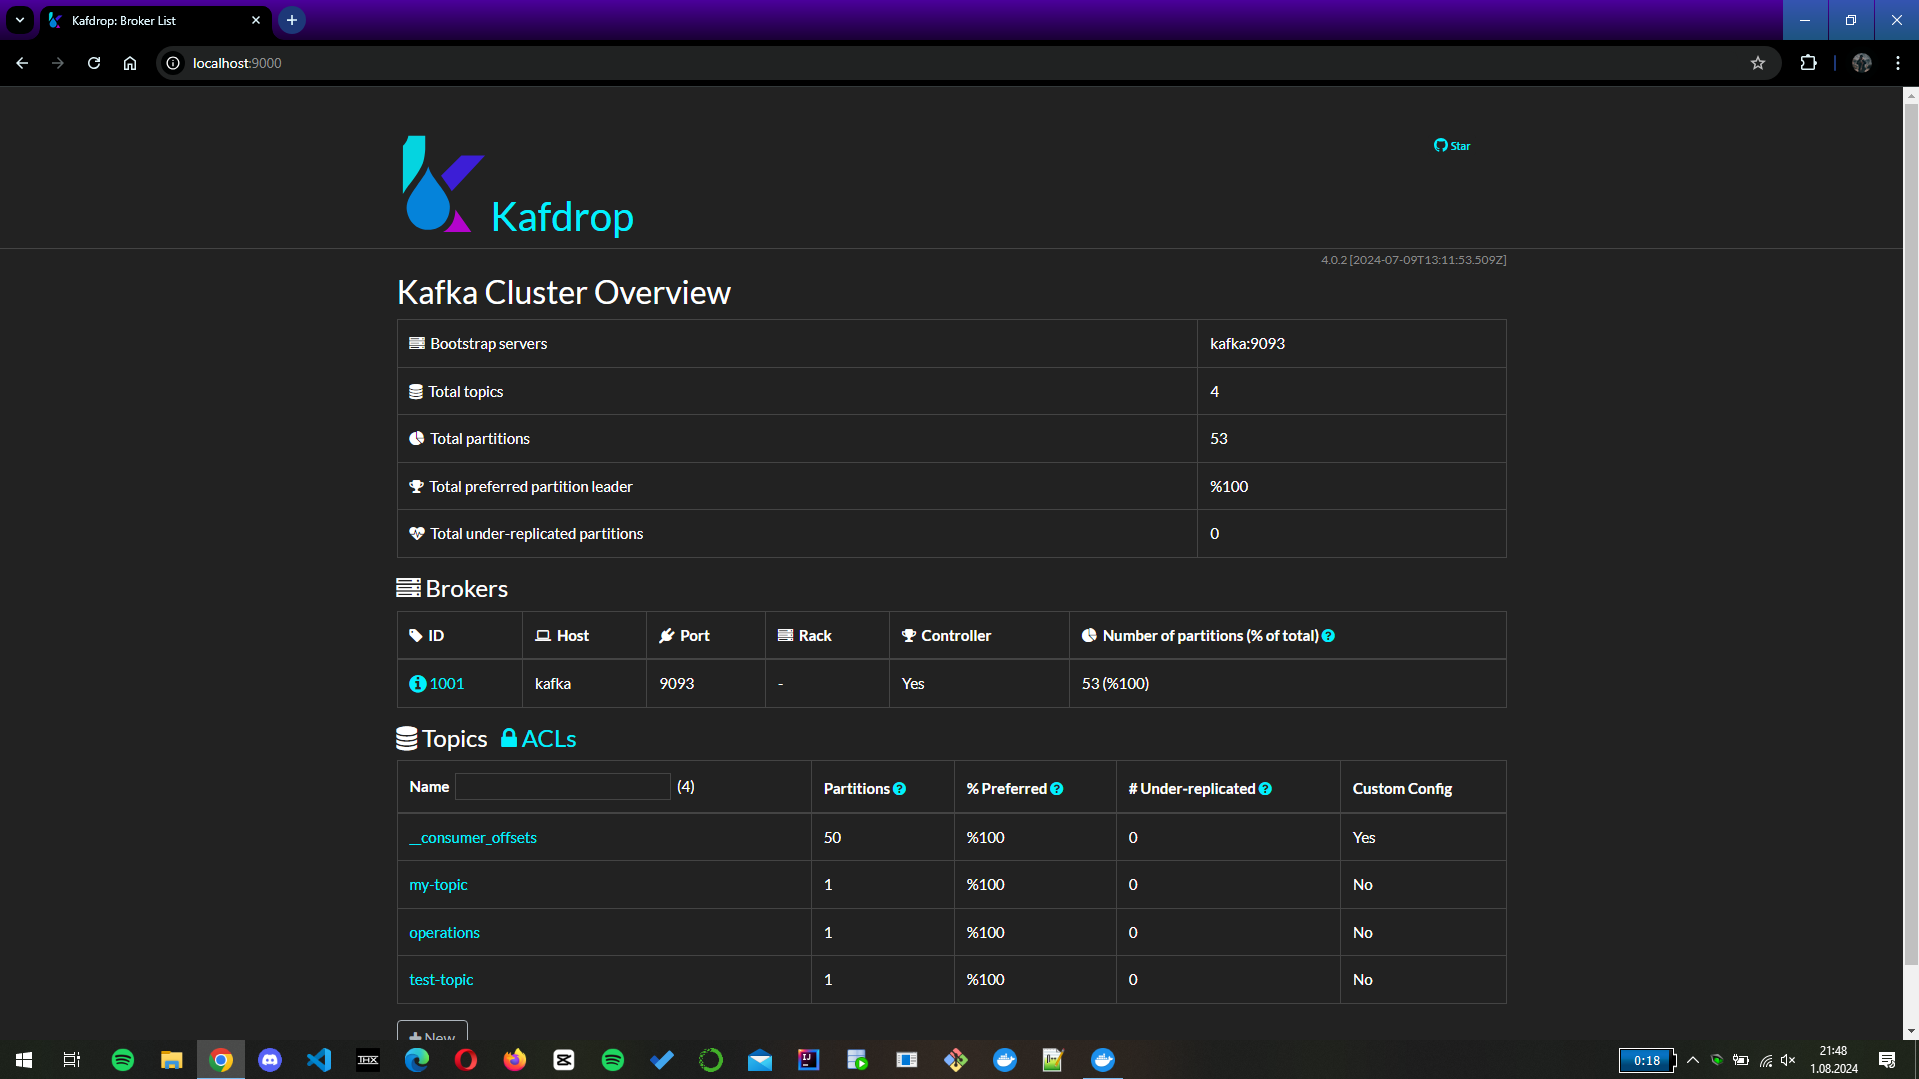 Kafdrop: Broker List
localhost:9000
Star
Kafdrop
4.0.2 [2024-07-09T13:11:53.509Z]
Kafka Cluster Overview
Bootstrap servers kafka:9093
Total topics 4
Total partitions 53
Total preferred partition leader %100
Total under-replicated partitions 0
Brokers
ID Host Port Rack Controller Number of partitions (% of total)
1001 kafka 9093 - Yes 53 (%100)
Topics ACLs
Name (4) Partitions % Preferred # Under-replicated Custom Config
__consumer_offsets 50 %100 0 Yes
my-topic 1 %100 0 No
operations 1 %100 0 No
test-topic 1 %100 0 No
New
THX
IJ
0:18
21:48
1.08.2024